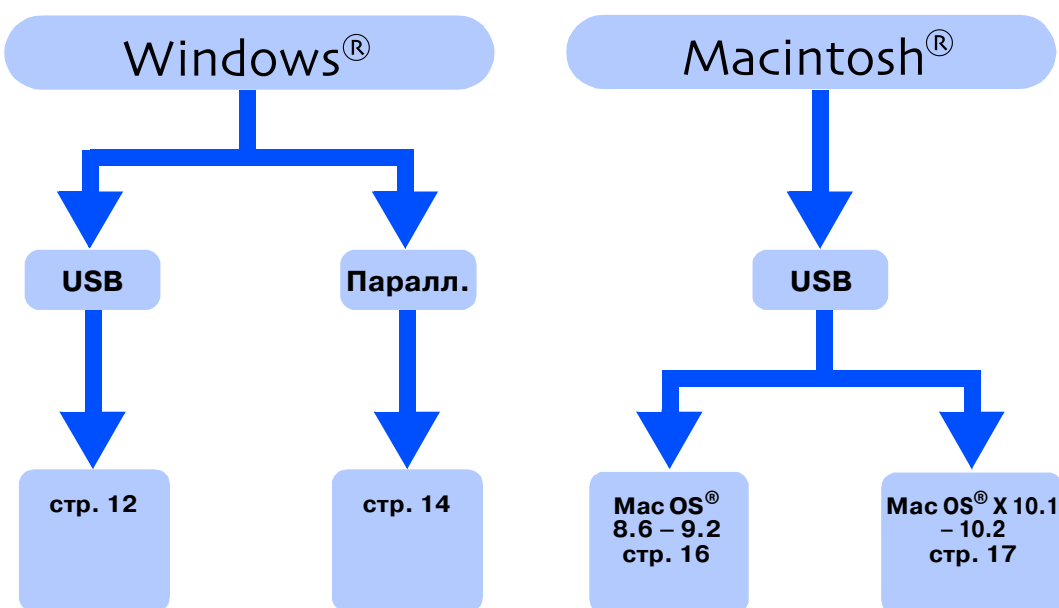 Windows®
Macintosh®
USB
Паралл.
USB
стр. 12
стр. 14
Mac OS®
8.6 – 9.2
стр. 16
Mac OS® X 10.1
– 10.2
стр. 17